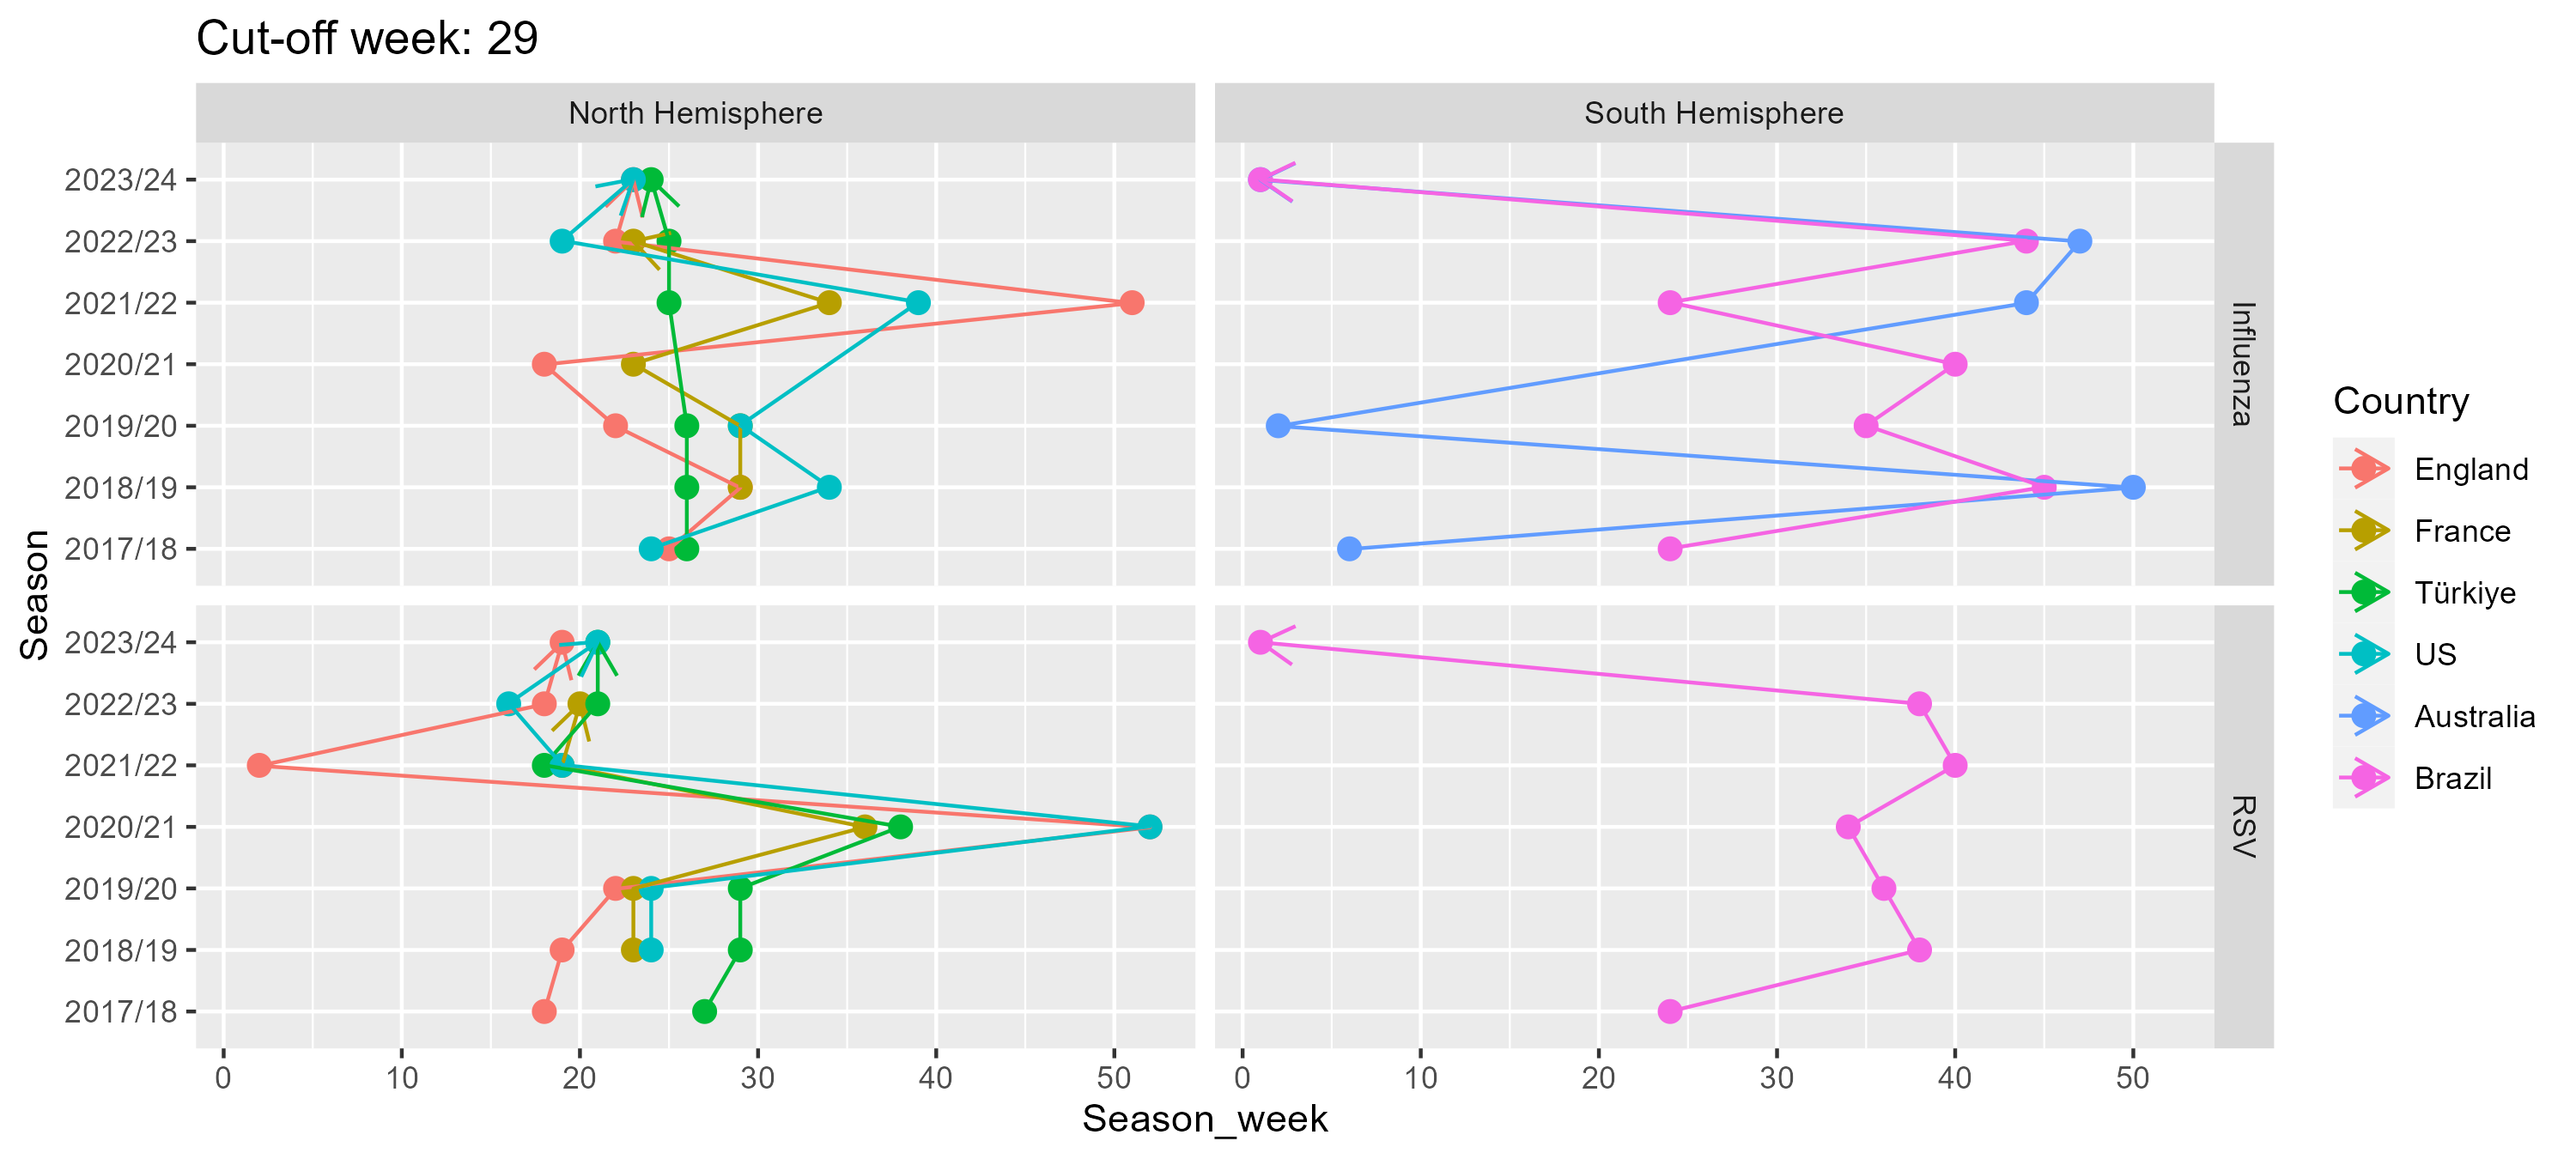 Cut-off week: 29
North Hemisphere
South Hemisphere
2023/24
2022/23
2021/22
2020/21
2019/20
2018/19
2017/18
Influenza
2023/24
2022/23
2021/22
2020/21
2019/20
2018/19
2017/18
RSV
0 10 20 30 40 50
0 10 20 30 40 50
Season_week
Season
Country
England
France
Türkiye
US
Australia
Brazil